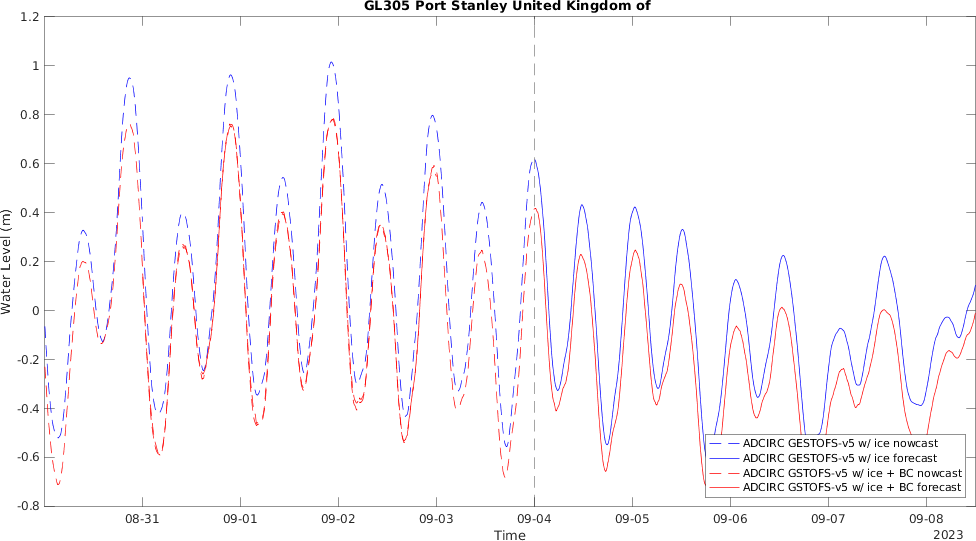 GL305 Port Stanley United Kingdom of
1.2
1
0.8
0.6
0.4
0.2
0
-0.2
-0.4
-0.6
-0.8
Water Level (m)
ADCIRC GESTOFS-v5 w/ ice nowcast
ADCIRC GESTOFS-v5 w/ ice forecast
ADCIRC GSTOFS-v5 w/ ice + BC nowcast
ADCIRC GSTOFS-v5 w/ ice + BC forecast
08-31 09-01 09-02 09-03 09-04 09-05 09-06 09-07 09-08
Time
2023